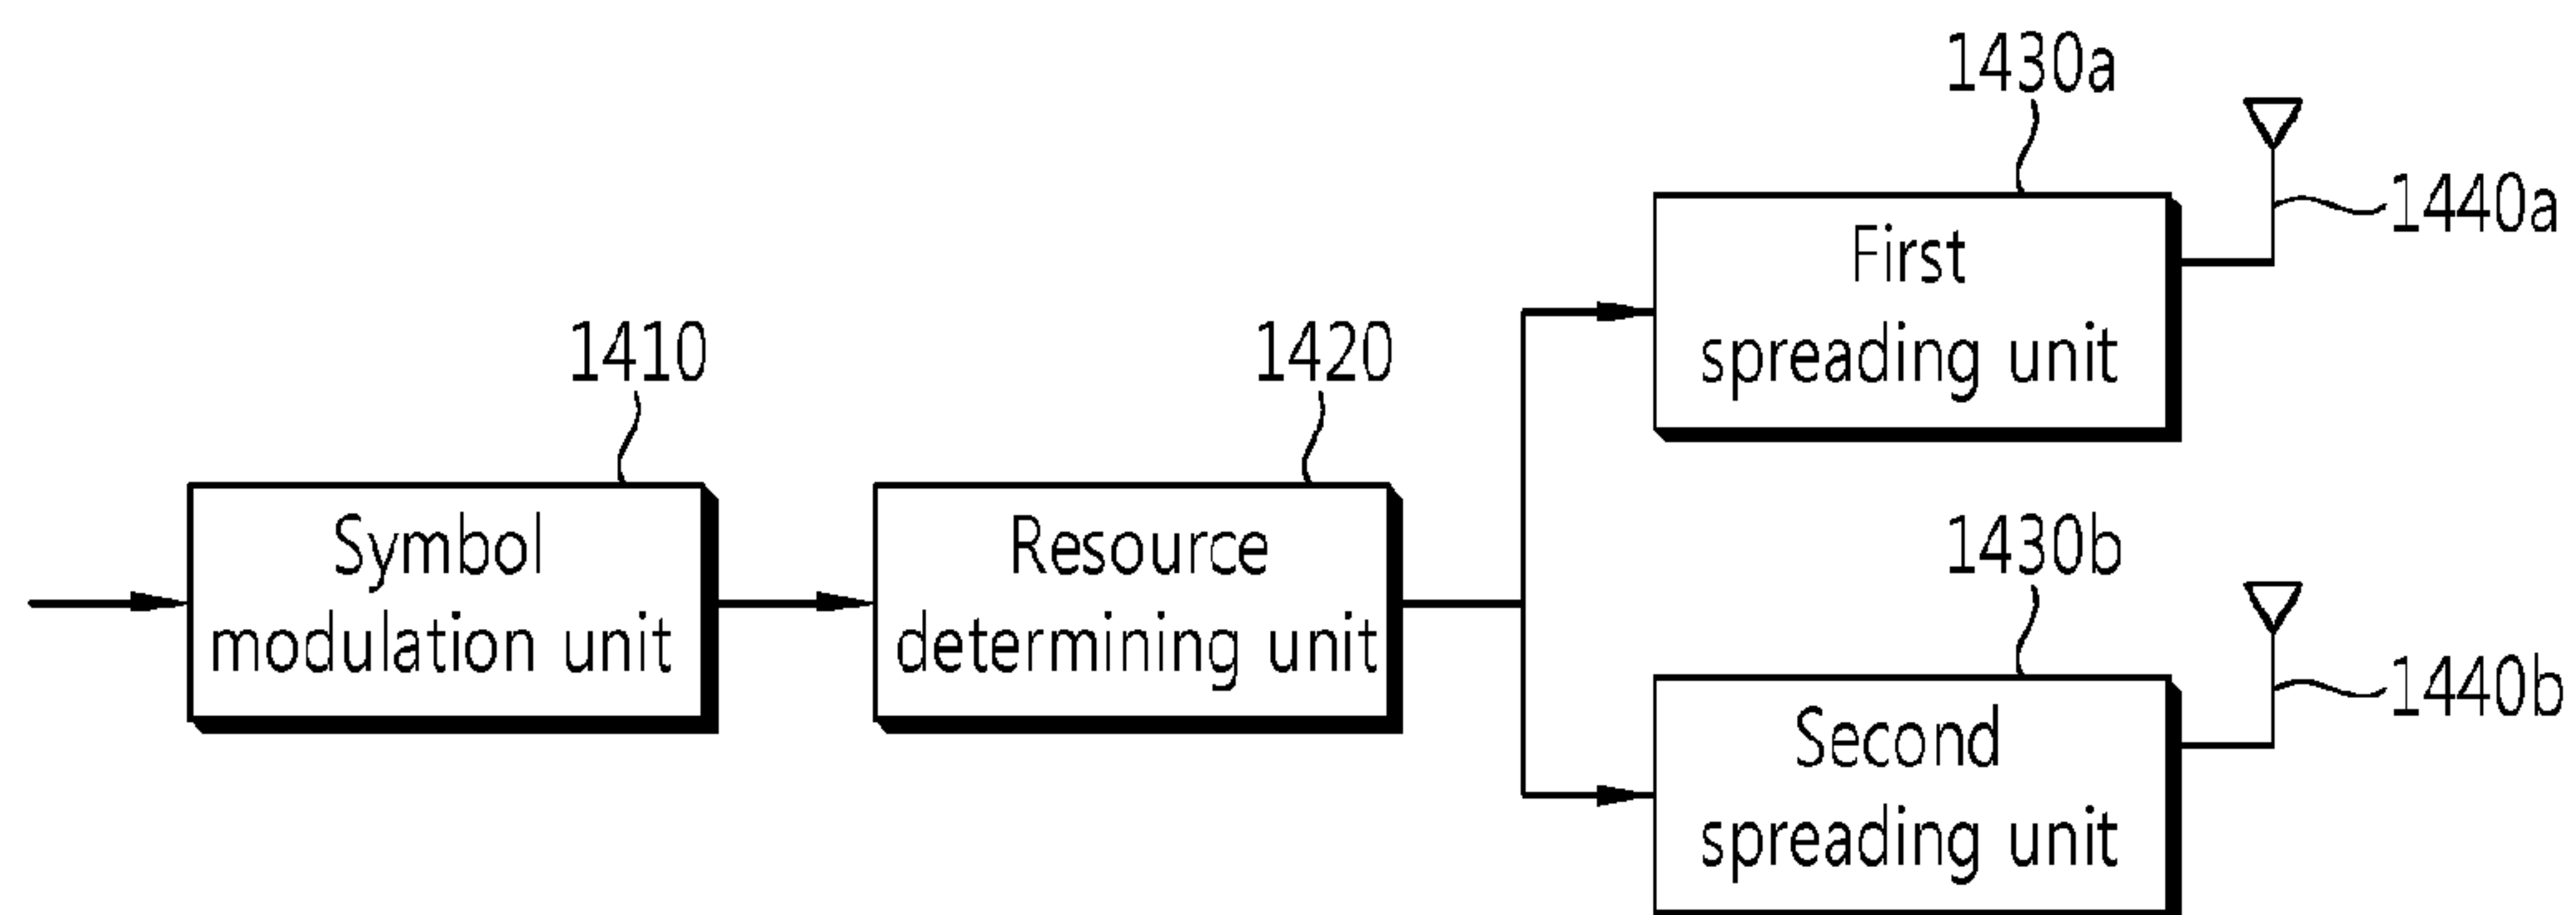 1430a
1440a
First
spreading unit
1410
1420
Symbol
modulation unit
Resource
determining unit
1430b
1440b
Second
spreading unit